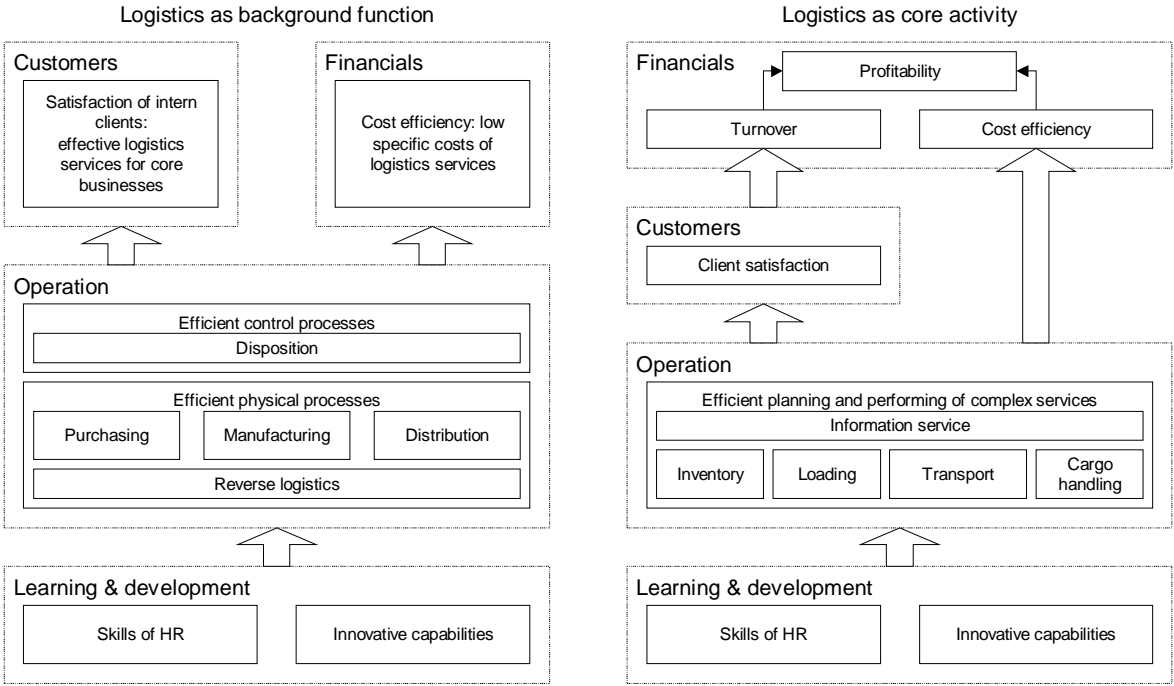 Logistics as background function
Customers
Satisfaction of intern
clients:
effective logistics
services for core
businesses
Financials
Cost efficiency: low
specific costs of
logistics services
Operation
Efficient control processes
Disposition
Efficient physical processes
Purchasing
Manufacturing
Distribution
Reverse logistics
Learning & development
Skills of HR
Innovative capabilities
Logistics as core activity
Financials
Profitability
Turnover
Cost efficiency
Customers
Client satisfaction
Operation
Efficient planning and performing of complex services
Information service
Inventory
Loading
Transport
Cargo
handling
Learning & development
Skills of HR
Innovative capabilities